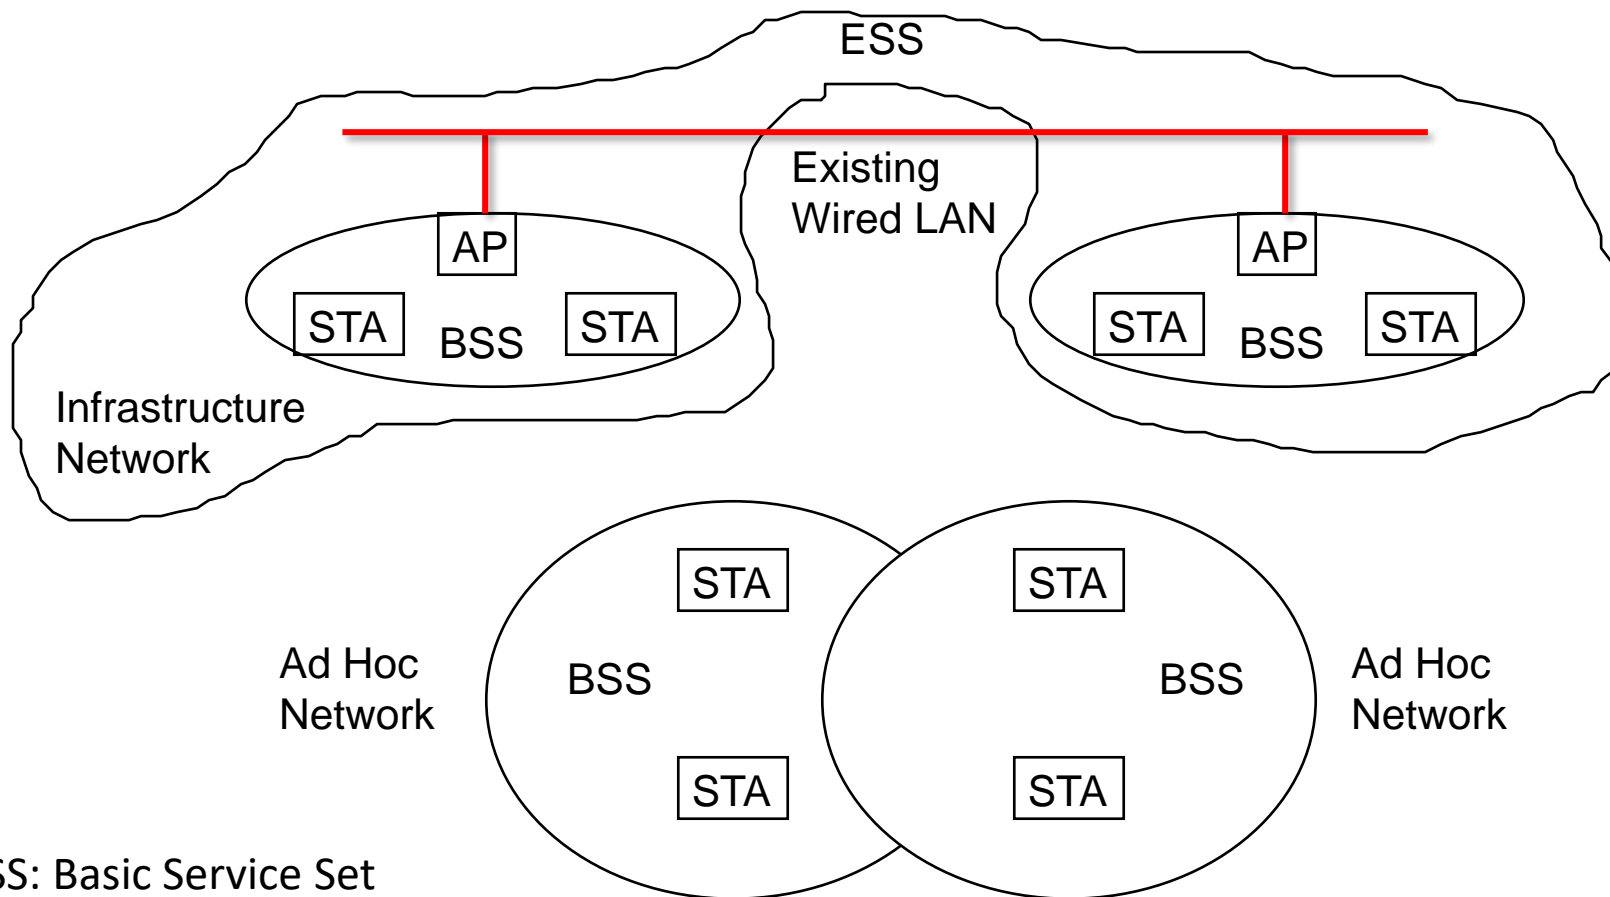 ESS
Existing
Wired LAN
AP
AP
STA
BSS
STA
STA
BSS
STA
Infrastructure
Network
STA
STA
Ad Hoc
Network
BSS
BSS
Ad Hoc
Network
STA
STA
SS: Basic Service Set